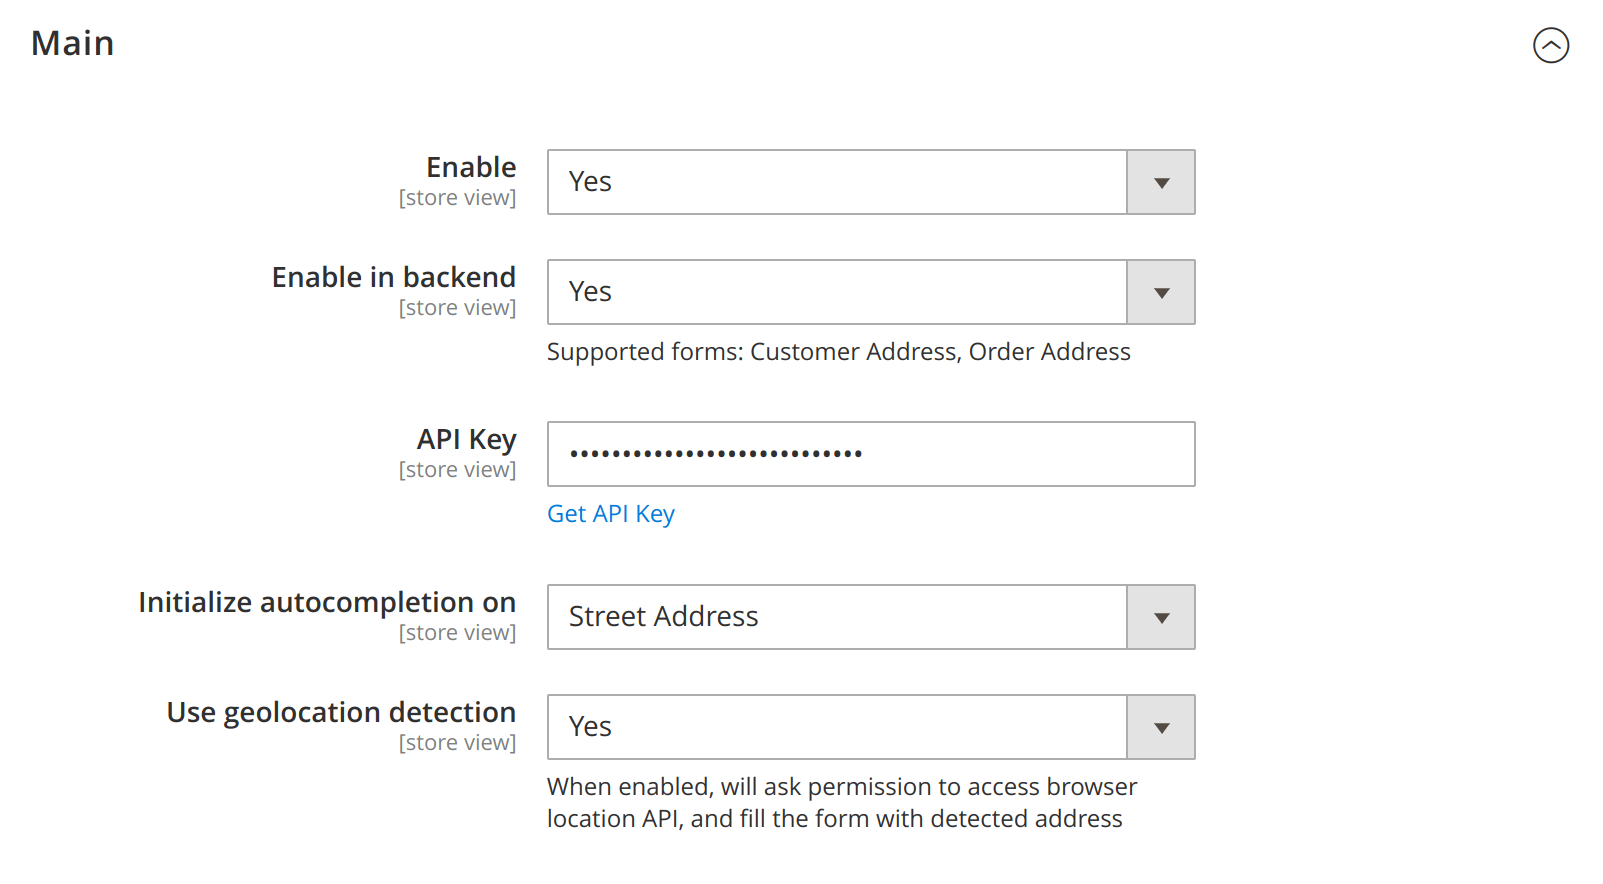 Main
Enable
[store view]
Yes
Enable in backend
[store view]
Yes
Supported forms: Customer Address, Order Address
API Key
[store view]
••••••••••••••••••••••••••••
Get API Key
Initialize autocompletion on
[store view]
Street Address
Use geolocation detection
[store view]
Yes
When enabled, will ask permission to access browser
location API, and fill the form with detected address